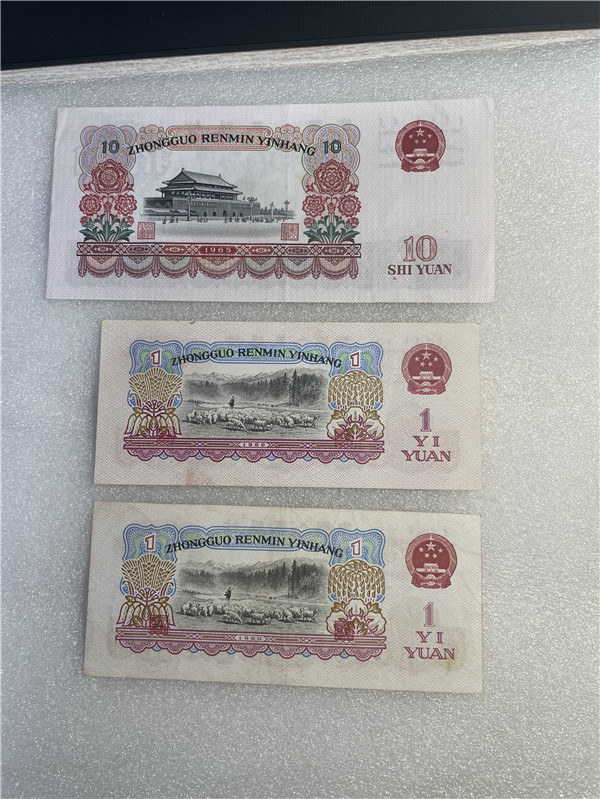 10 ZHONGGUO RENMIN YINHANG 10
1965
10
SHI YUAN
1 ZHONGGUO RENMIN YINHANG 1
1960
1
YI
YUAN
1 ZHONGGUO RENMIN YINHANG 1
1960
1
YI
YUAN